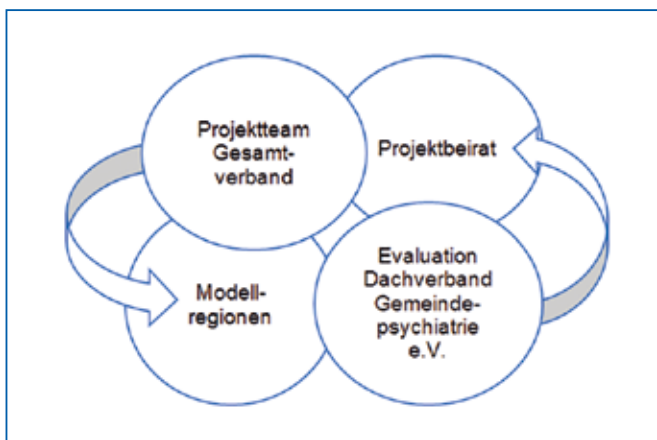 Projektteam
Gesamt-
verband
Projektbeirat
Modell-
regionen
Evaluation
Dachverband
Gemeinde-
psychiatrie
e.V.